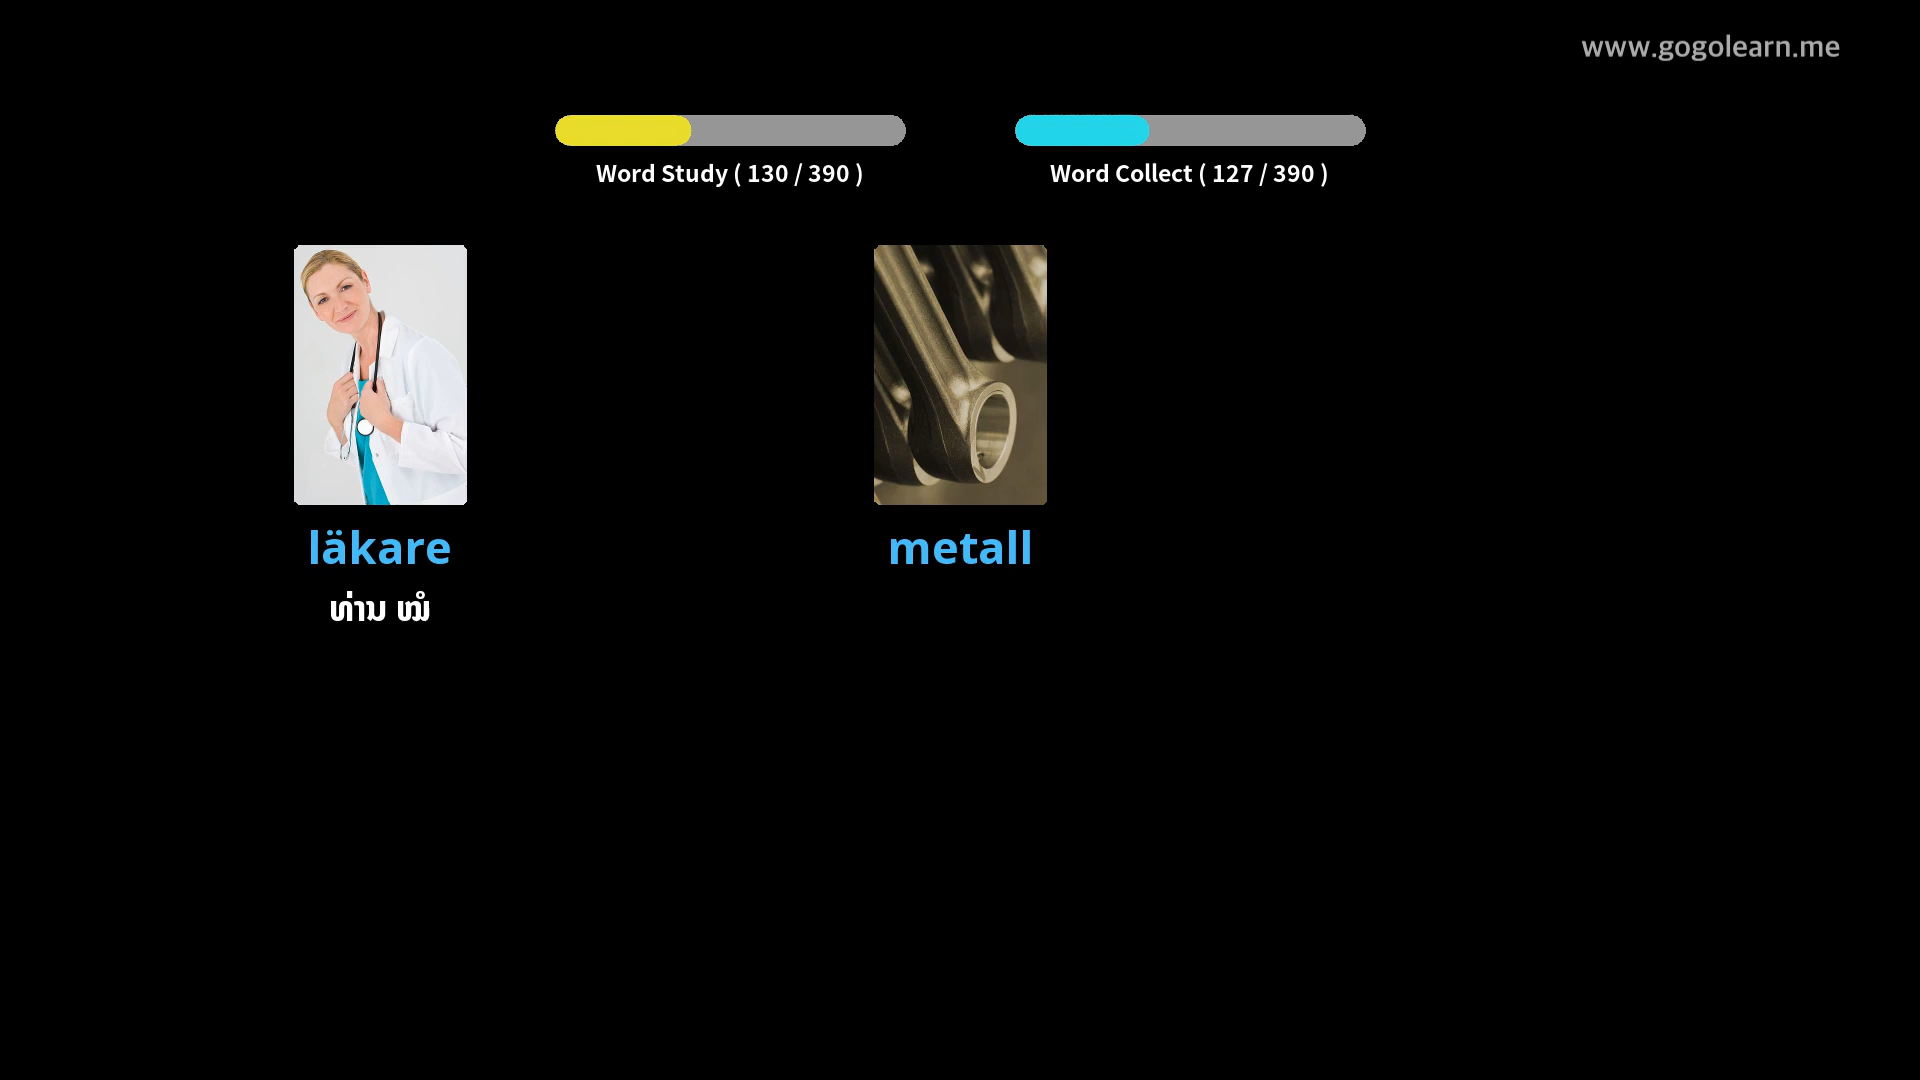 www.gogolearn.me
Word Study ( 130 / 390 )
Word Collect ( 127 / 390 )
läkare
metall
ທ່ານ ໝໍ